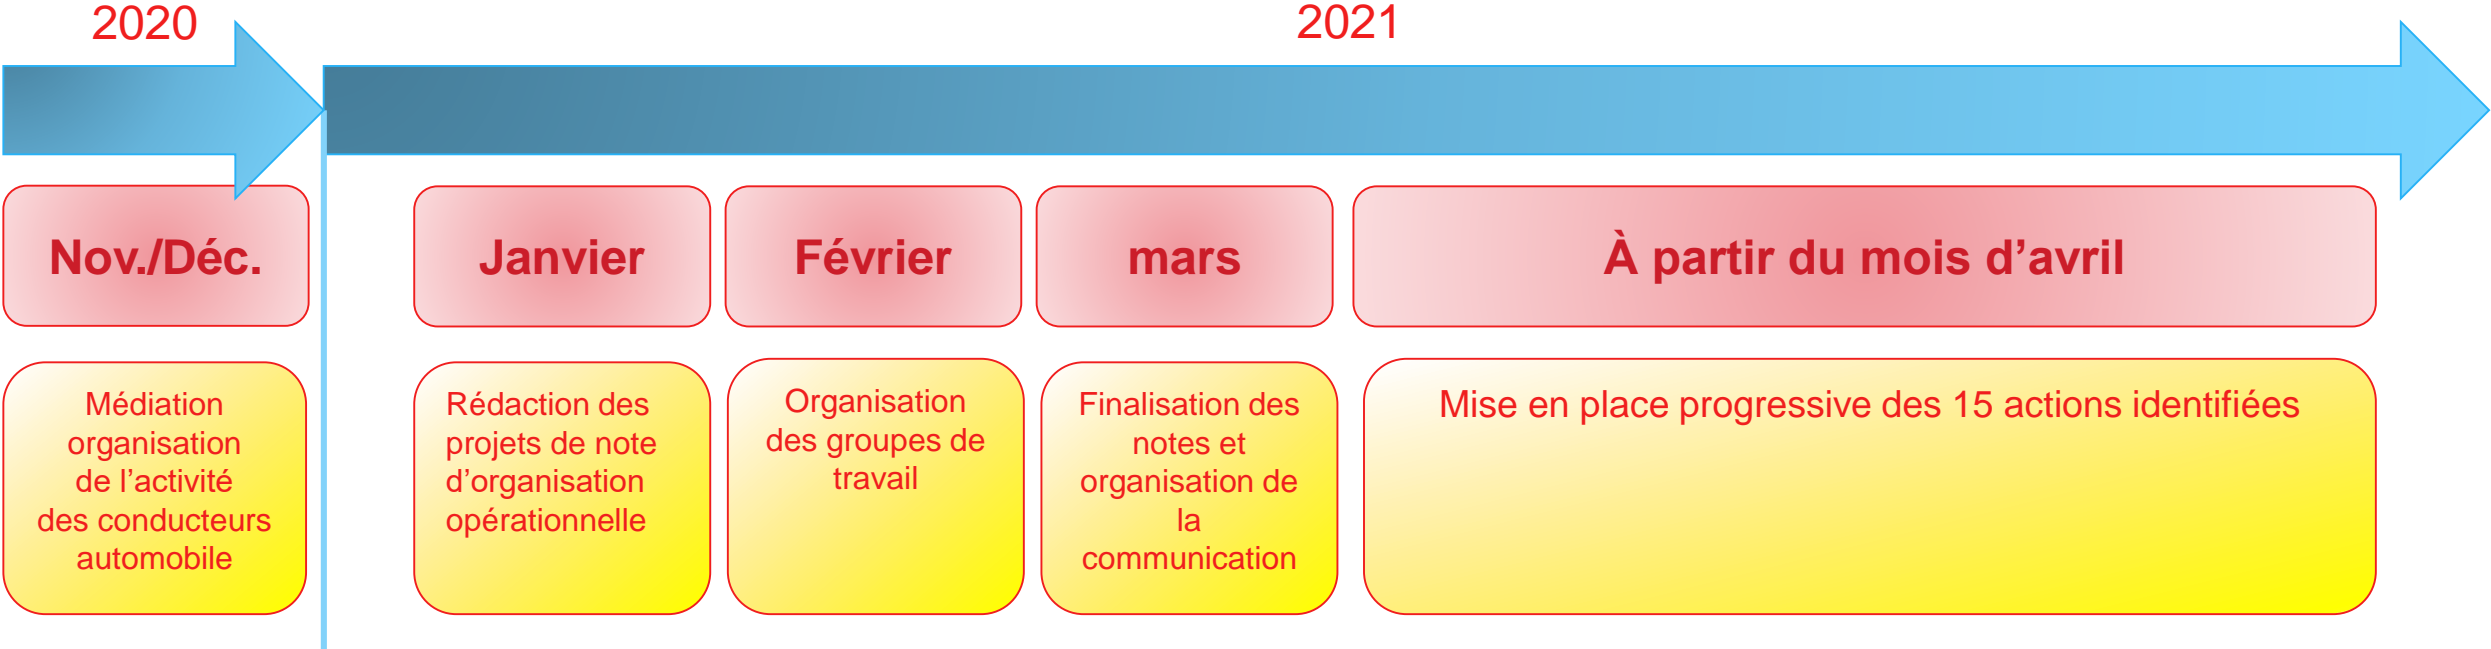 2020
2021
Nov./Déc.
Janvier
Février
mars
À partir du mois d’avril
Médiation
organisation
de l’activité
des conducteurs
automobile
Rédaction des
projets de note
d’organisation
opérationnelle
Organisation
des groupes de
travail
Finalisation des
notes et
organisation de
la
communication
Mise en place progressive des 15 actions identifiées